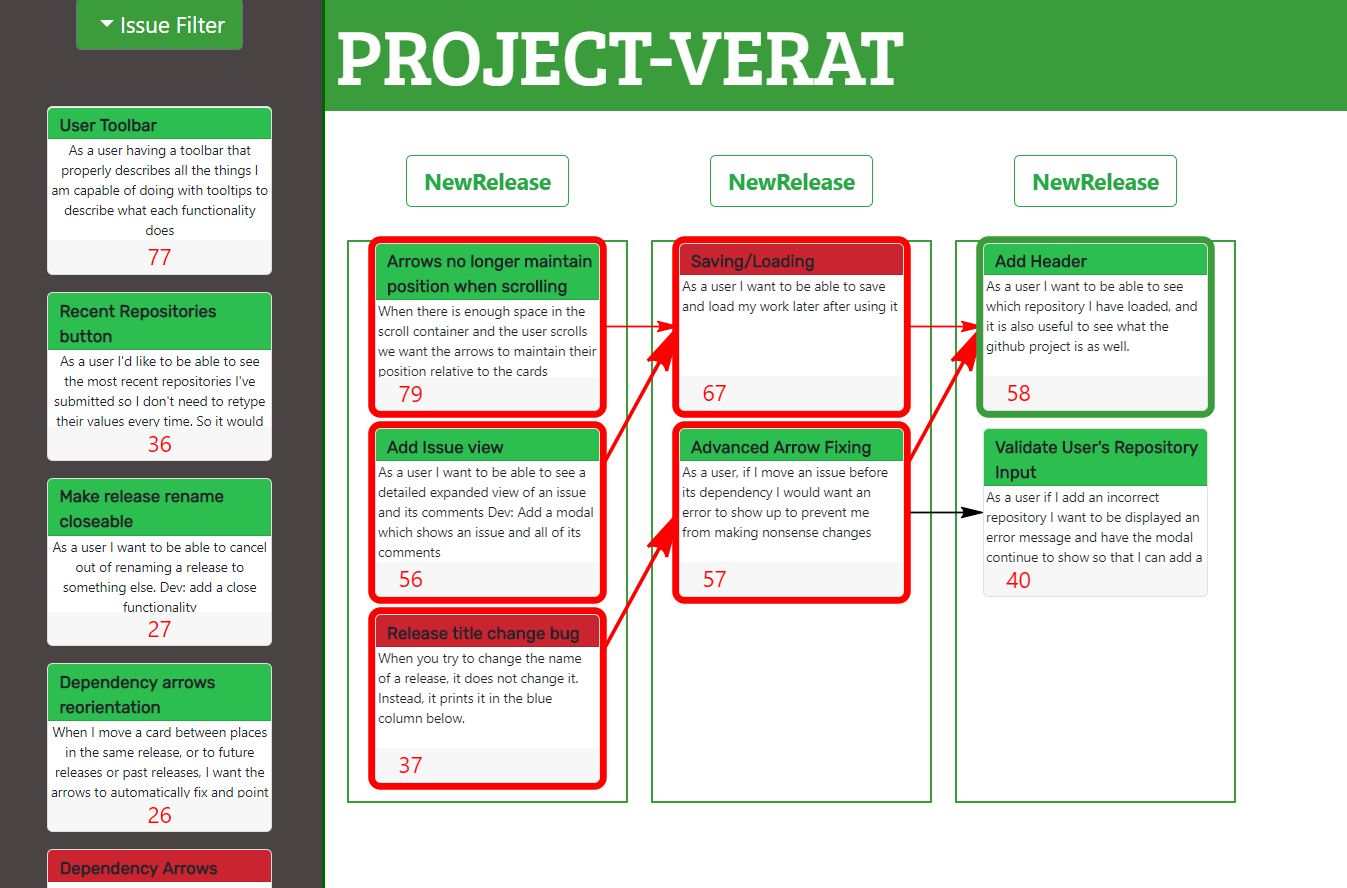 Issue Filter
PROJECT-VERAT
User Toolbar
As a user having a toolbar that
properly describes all the things I
am capable of doing with tooltips to
describe what each functionality
does
77
Recent Repositories
button
As a user I'd like to be able to see
the most recent repositories I've
submitted so I don't need to retype
their values every time. So it would
36
Make release rename
closeable
As a user I want to be able to cancel
out of renaming a release to
something else. Dev: add a close
functionality
27
Dependency arrows
reorientation
When I move a card between places
in the same release, or to future
releases or past releases, I want the
arrows to automatically fix and point
26
Dependency Arrows
NewRelease
Arrows no longer maintain
position when scrolling
When there is enough space in the
scroll container and the user scrolls
we want the arrows to maintain their
position relative to the cards
79
Add Issue view
As a user I want to be able to see a
detailed expanded view of an issue
and its comments Dev: Add a modal
which shows an issue and all of its
comments
56
Release title change bug
When you try to change the name
of a release, it does not change it.
Instead, it prints it in the blue
column below.
37
NewRelease
Saving/Loading
As a user I want to be able to save
and load my work later after using it
67
Advanced Arrow Fixing
As a user, if I move an issue before
its dependency I would want an
error to show up to prevent me
from making nonsense changes
57
NewRelease
Add Header
As a user I want to be able to see
which repository I have loaded, and
it is also useful to see what the
github project is as well.
58
Validate User's Repository
Input
As a user if I add an incorrect
repository I want to be displayed an
error message and have the modal
continue to show so that I can add a
40